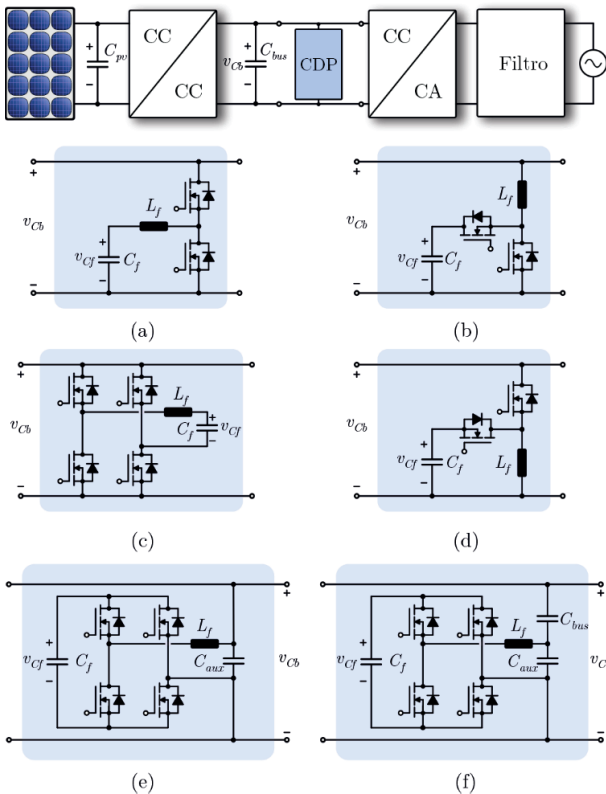 + C_pv −
CC
CC
+ v_Cb − C_bus
CDP
CC
CA
Filtro
+ v_Cb −
L_f
+ v_Cf − C_f
(a)
+ v_Cb −
L_f
+ v_Cf − C_f
(b)
+ v_Cb −
L_f
C_f + v_Cf −
(c)
+ v_Cb −
+ v_Cf − C_f
L_f
(d)
+ v_Cf − C_f
L_f
C_aux
+ v_Cb −
(e)
+ v_Cf − C_f
L_f
C_bus
C_aux
+ v_C −
(f)